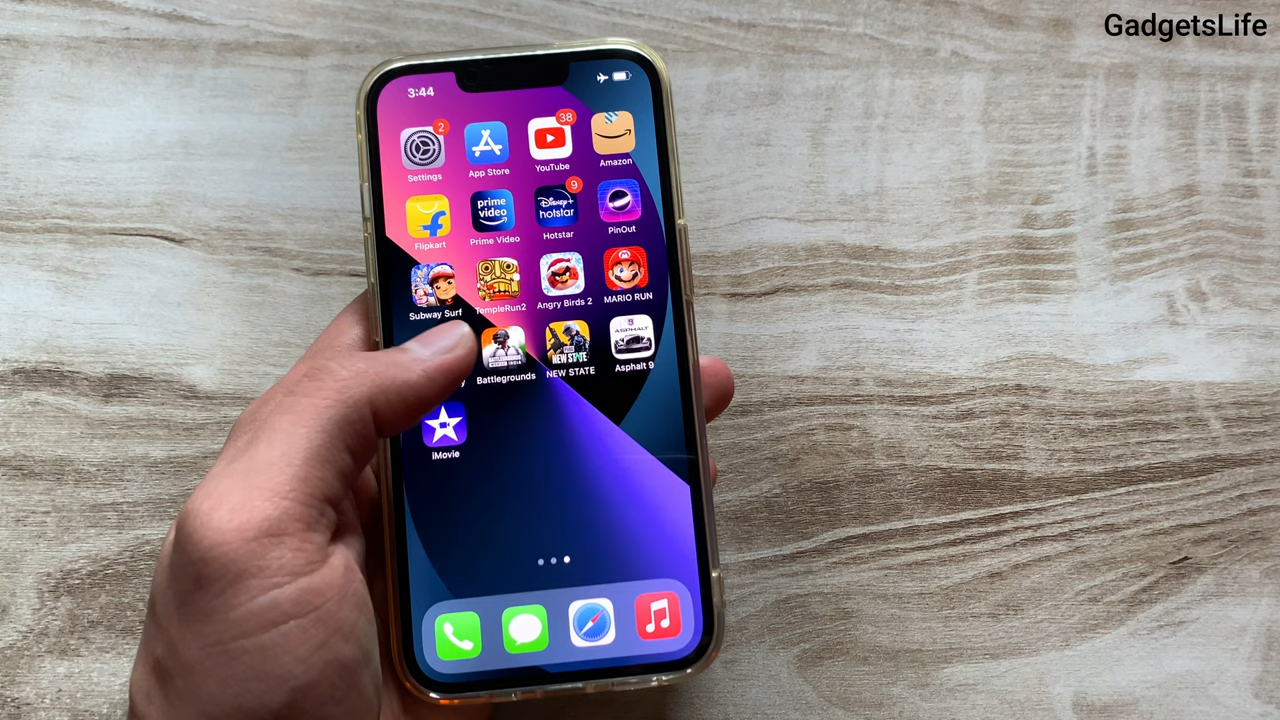 GadgetsLife
3:44
2
38
Settings
App Store
YouTube
Amazon
9
prime
video
Disney+
hotstar
Flipkart
Prime Video
Hotstar
PinOut
Subway Surf
TempleRun2
Angry Birds 2
MARIO RUN
BATTLEGROUNDS
NEW STATE
ASPHALT
y
Battlegrounds
NEW STATE
Asphalt 9
iMovie